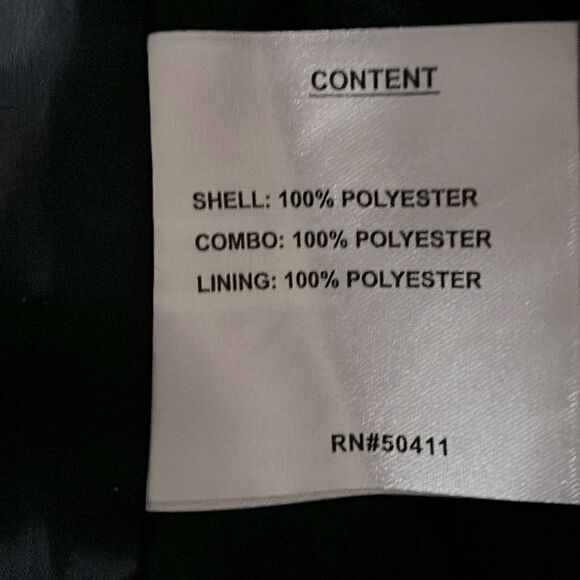 CONTENT
SHELL: 100% POLYESTER
COMBO: 100% POLYESTER
LINING: 100% POLYESTER
RN#50411